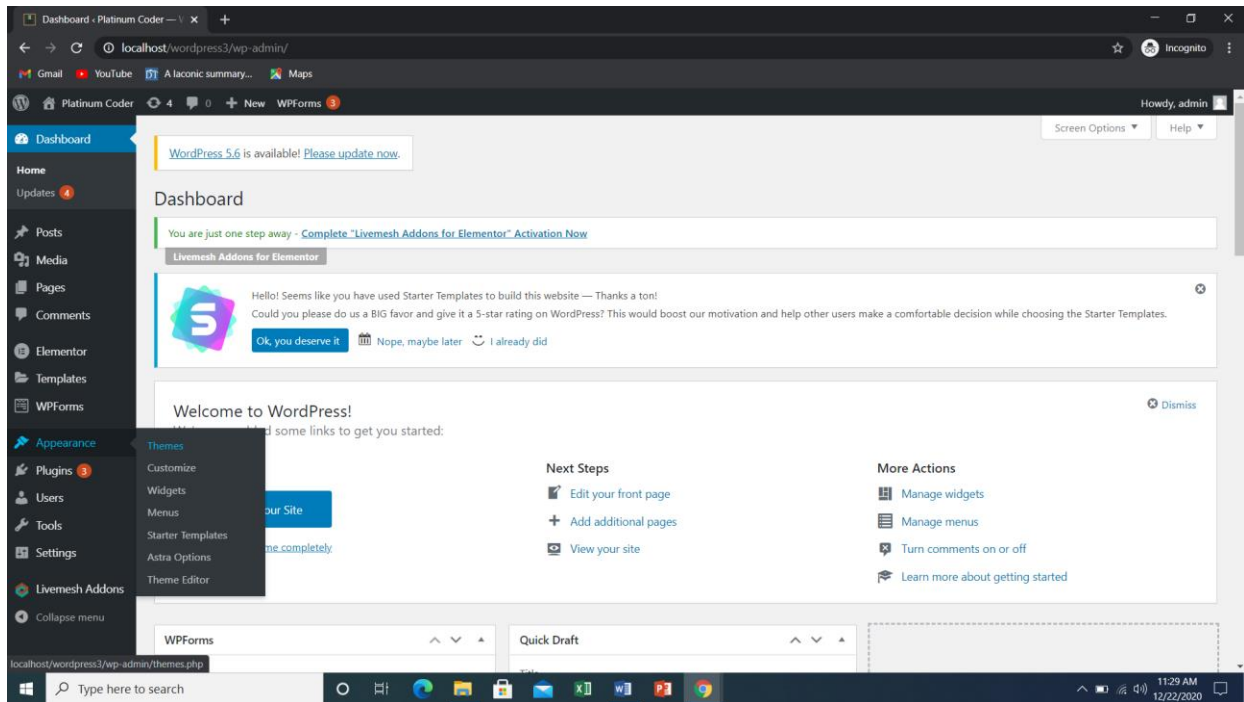 Dashboard ‹ Platinum Coder — V
localhost/wordpress3/wp-admin/
Incognito
Gmail YouTube A laconic summary... Maps
Platinum Coder 4 0 New WPForms 3
Howdy, admin
Dashboard
Home
Updates 4
Posts
Media
Pages
Comments
Elementor
Templates
WPForms
Appearance
Plugins 3
Users
Tools
Settings
Livemesh Addons
Collapse menu
Themes
Customize
Widgets
Menus
Starter Templates
Astra Options
Theme Editor
Screen Options Help
WordPress 5.6 is available! Please update now.
Dashboard
You are just one step away - Complete "Livemesh Addons for Elementor" Activation Now
Livemesh Addons for Elementor
Hello! Seems like you have used Starter Templates to build this website — Thanks a ton!
Could you please do us a BIG favor and give it a 5-star rating on WordPress? This would boost our motivation and help other users make a comfortable decision while choosing the Starter Templates.
Ok, you deserve it Nope, maybe later I already did
Welcome to WordPress!
Dismiss
some links to get you started:
our Site
me completely
Next Steps
Edit your front page
Add additional pages
View your site
More Actions
Manage widgets
Manage menus
Turn comments on or off
Learn more about getting started
WPForms
Quick Draft
localhost/wordpress3/wp-admin/themes.php
Type here to search
11:29 AM
12/22/2020